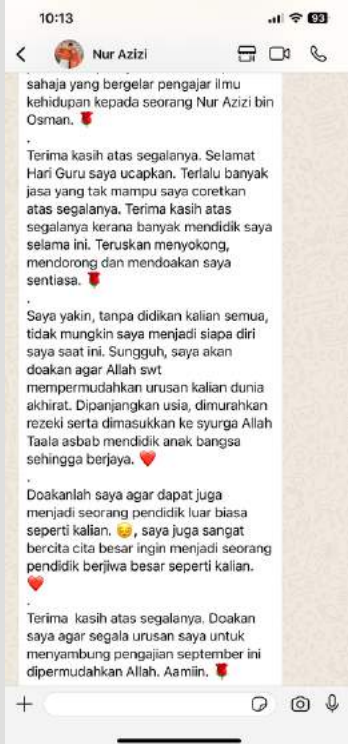 10:13
93
Nur Azizi
sahaja yang bergelar pengajar ilmu
kehidupan kepada seorang Nur Azizi bin
Osman. 🌹
.
Terima kasih atas segalanya. Selamat
Hari Guru saya ucapkan. Terlalu banyak
jasa yang tak mampu saya coretkan
atas segalanya. Terima kasih atas
segalanya kerana banyak mendidik saya
selama ini. Teruskan menyokong,
mendorong dan mendoakan saya
sentiasa. 🌹
.
Saya yakin, tanpa didikan kalian semua,
tidak mungkin saya menjadi siapa diri
saya saat ini. Sungguh, saya akan
doakan agar Allah swt
mempermudahkan urusan kalian dunia
akhirat. Dipanjangkan usia, dimurahkan
rezeki serta dimasukkan ke syurga Allah
Taala asbab mendidik anak bangsa
sehingga berjaya. ❤️
.
Doakanlah saya agar dapat juga
menjadi seorang pendidik luar biasa
seperti kalian. 😔, saya juga sangat
bercita cita besar ingin menjadi seorang
pendidik berjiwa besar seperti kalian.
❤️
.
Terima kasih atas segalanya. Doakan
saya agar segala urusan saya untuk
menyambung pengajian september ini
dipermudahkan Allah. Aamiin. 🌹